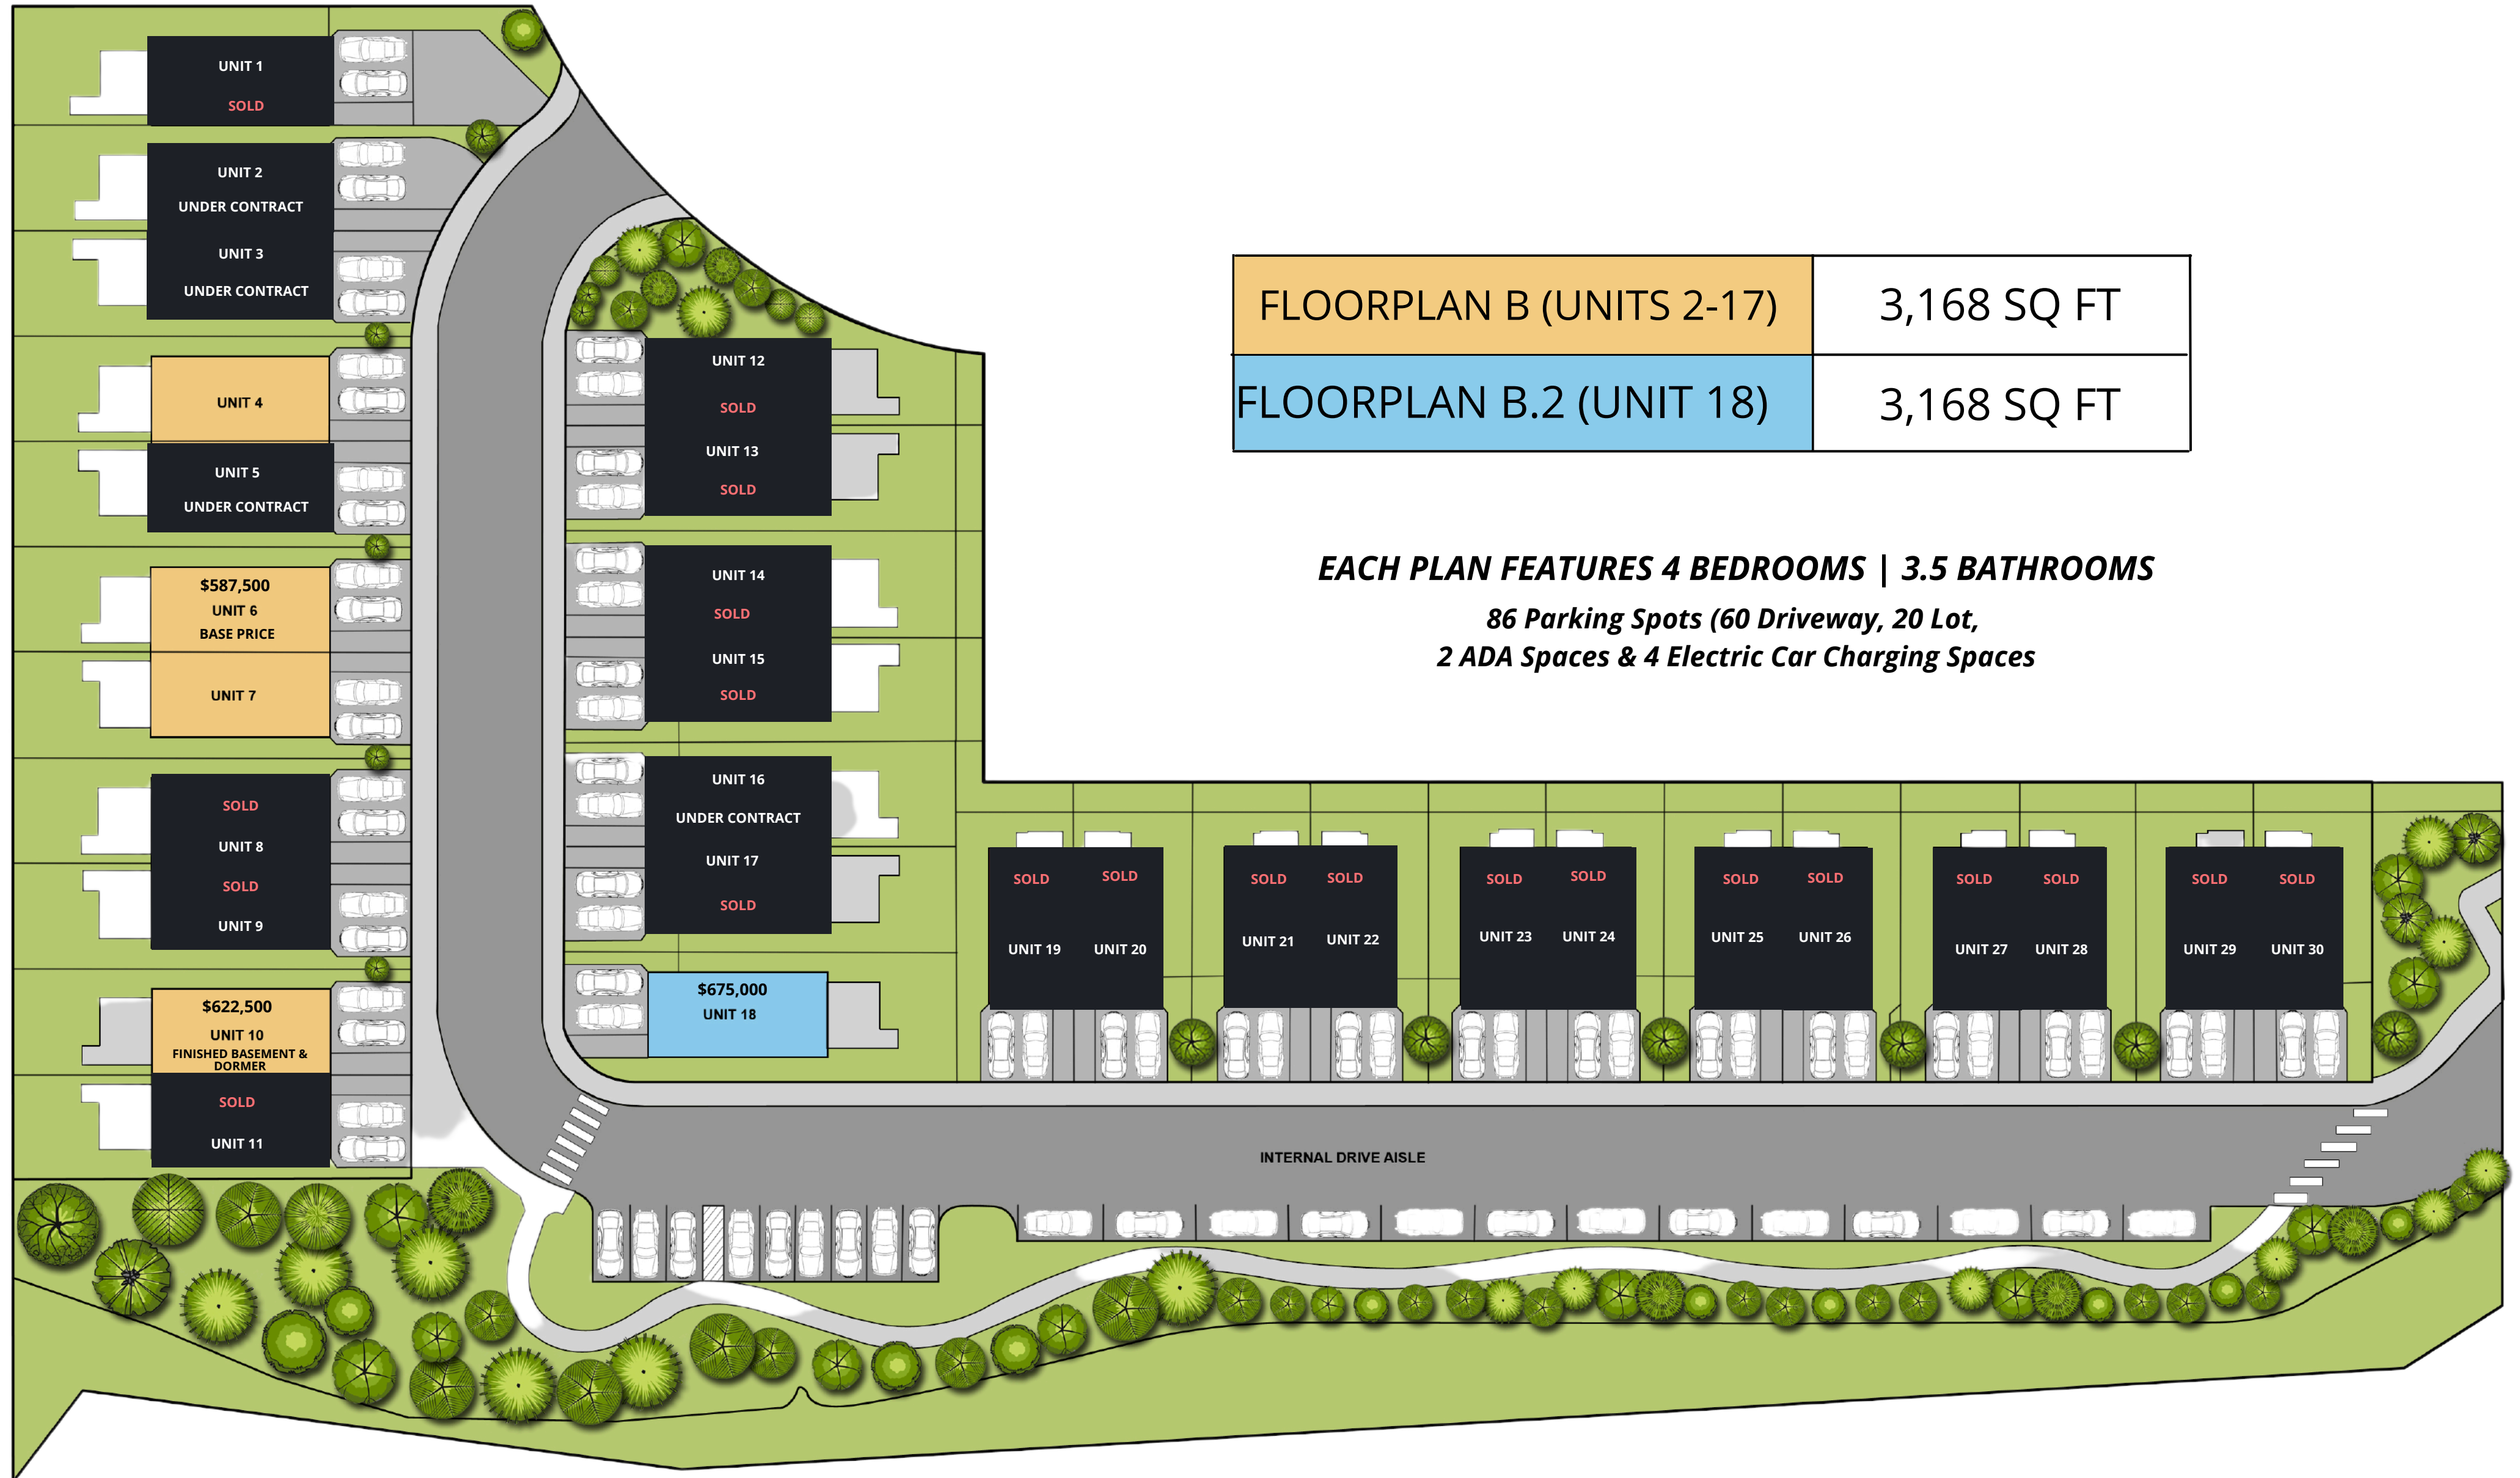 UNIT 1
SOLD
UNIT 2
UNDER CONTRACT
UNIT 3
UNDER CONTRACT
UNIT 4
UNIT 5
UNDER CONTRACT
$587,500
UNIT 6
BASE PRICE
UNIT 7
SOLD
UNIT 8
SOLD
UNIT 9
$622,500
UNIT 10
FINISHED BASEMENT &
DORMER
SOLD
UNIT 11
UNIT 12
SOLD
UNIT 13
SOLD
UNIT 14
SOLD
UNIT 15
SOLD
UNIT 16
UNDER CONTRACT
UNIT 17
SOLD
$675,000
UNIT 18
FLOORPLAN B (UNITS 2-17) 3,168 SQ FT
FLOORPLAN B.2 (UNIT 18) 3,168 SQ FT
EACH PLAN FEATURES 4 BEDROOMS | 3.5 BATHROOMS
86 Parking Spots (60 Driveway, 20 Lot,
2 ADA Spaces & 4 Electric Car Charging Spaces
SOLD SOLD
UNIT 19 UNIT 20
SOLD SOLD
UNIT 21 UNIT 22
SOLD SOLD
UNIT 23 UNIT 24
SOLD SOLD
UNIT 25 UNIT 26
SOLD SOLD
UNIT 27 UNIT 28
SOLD SOLD
UNIT 29 UNIT 30
INTERNAL DRIVE AISLE